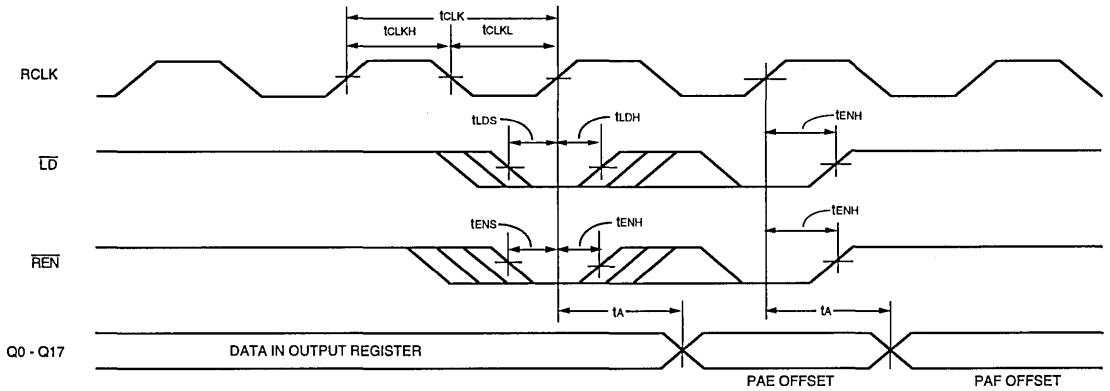 tCLK
tCLKH
tCLKL
RCLK
tLDS
tLDH
tENH
LD
tENS
tENH
tENH
REN
tA
tA
Q0 - Q17
DATA IN OUTPUT REGISTER
PAE OFFSET
PAF OFFSET